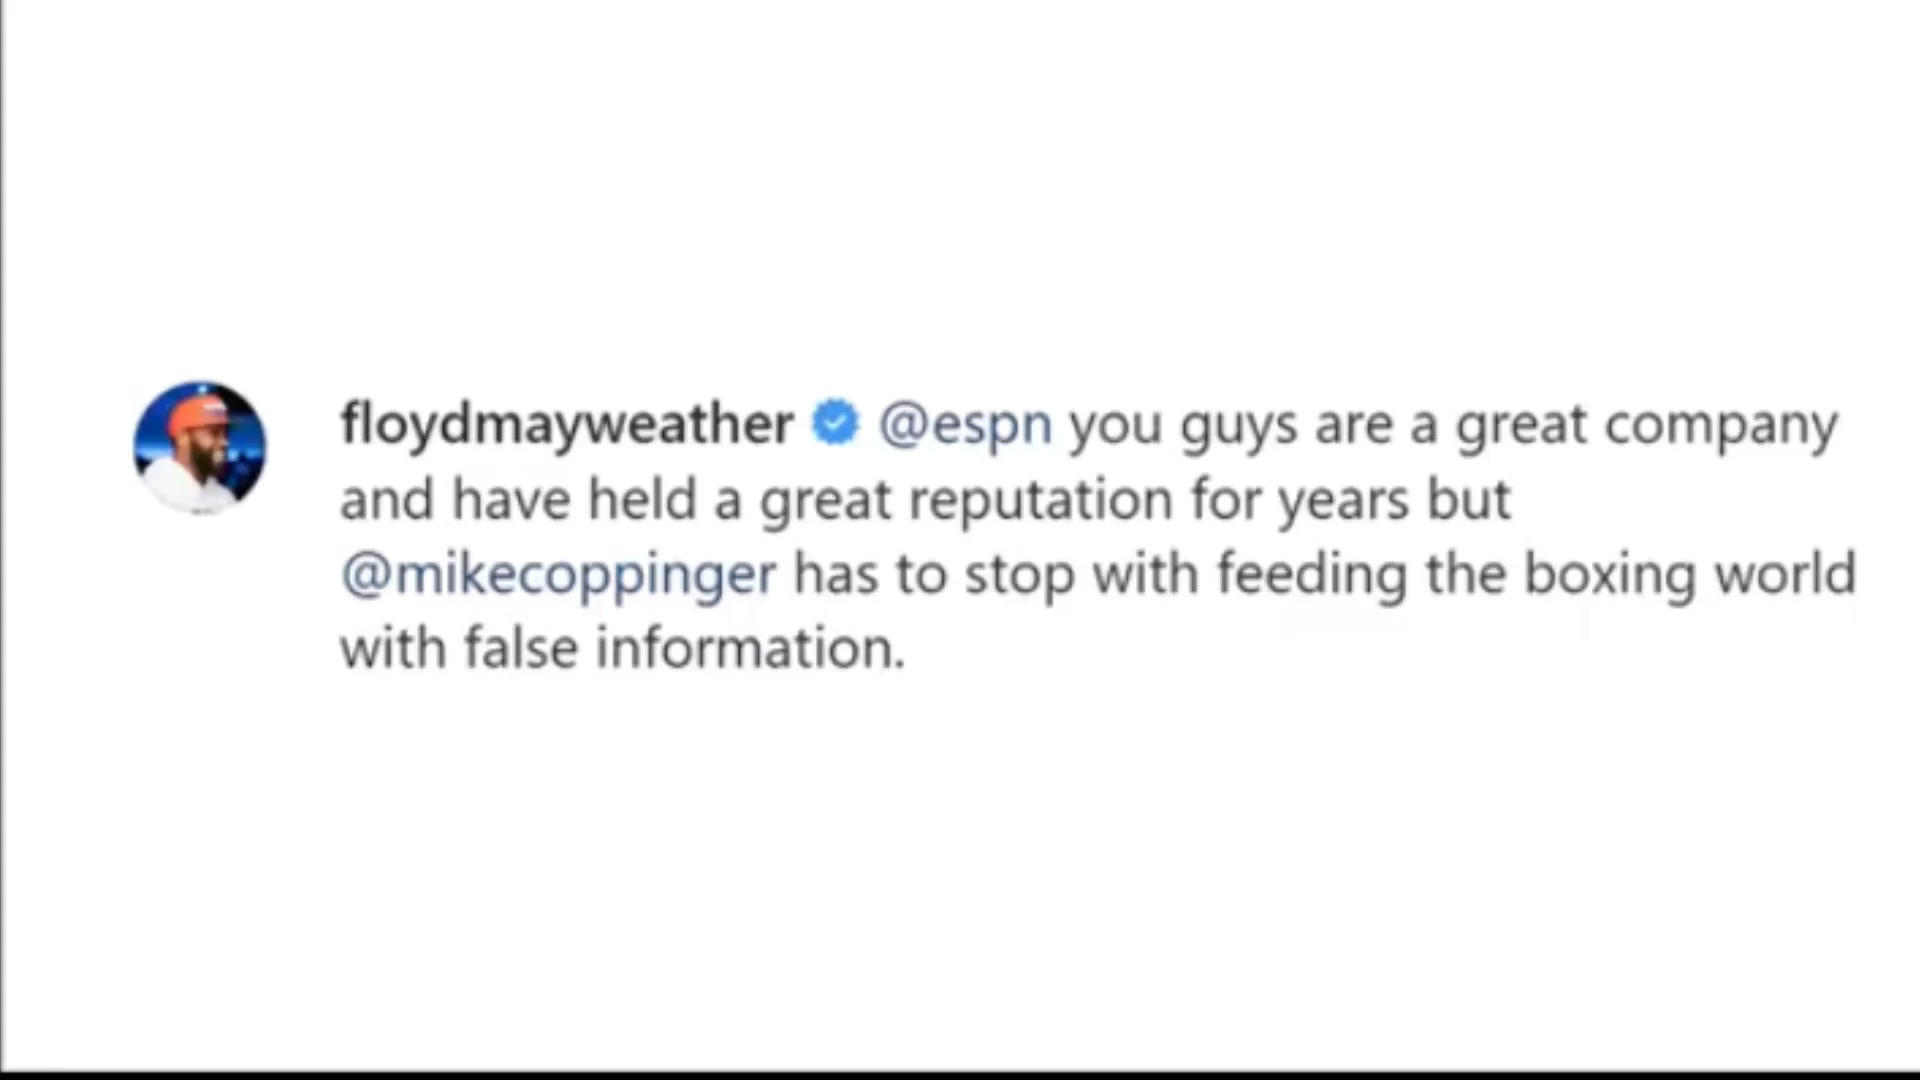 floydmayweather @espn you guys are a great company
and have held a great reputation for years but
@mikecoppinger has to stop with feeding the boxing world
with false information.